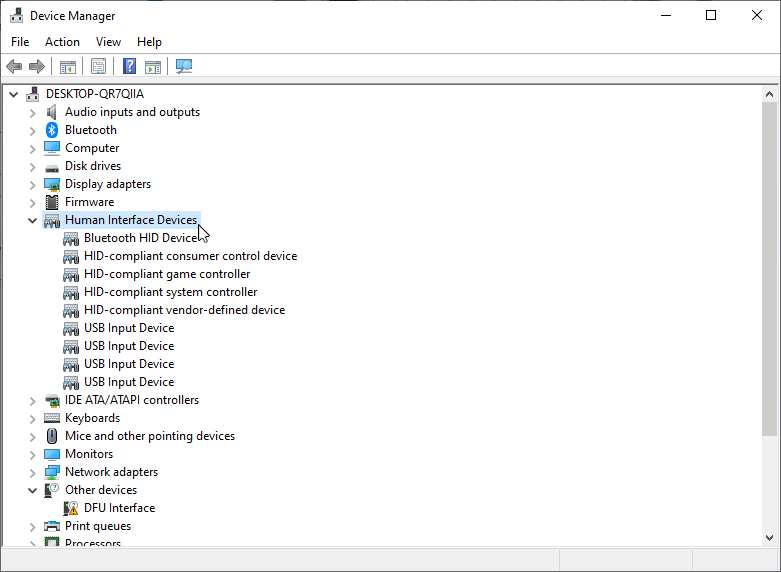 Device Manager
File Action View Help
DESKTOP-QR7QIIA
Audio inputs and outputs
Bluetooth
Computer
Disk drives
Display adapters
Firmware
Human Interface Devices
Bluetooth HID Device
HID-compliant consumer control device
HID-compliant game controller
HID-compliant system controller
HID-compliant vendor-defined device
USB Input Device
USB Input Device
USB Input Device
USB Input Device
IDE ATA/ATAPI controllers
Keyboards
Mice and other pointing devices
Monitors
Network adapters
Other devices
DFU Interface
Print queues
Processors